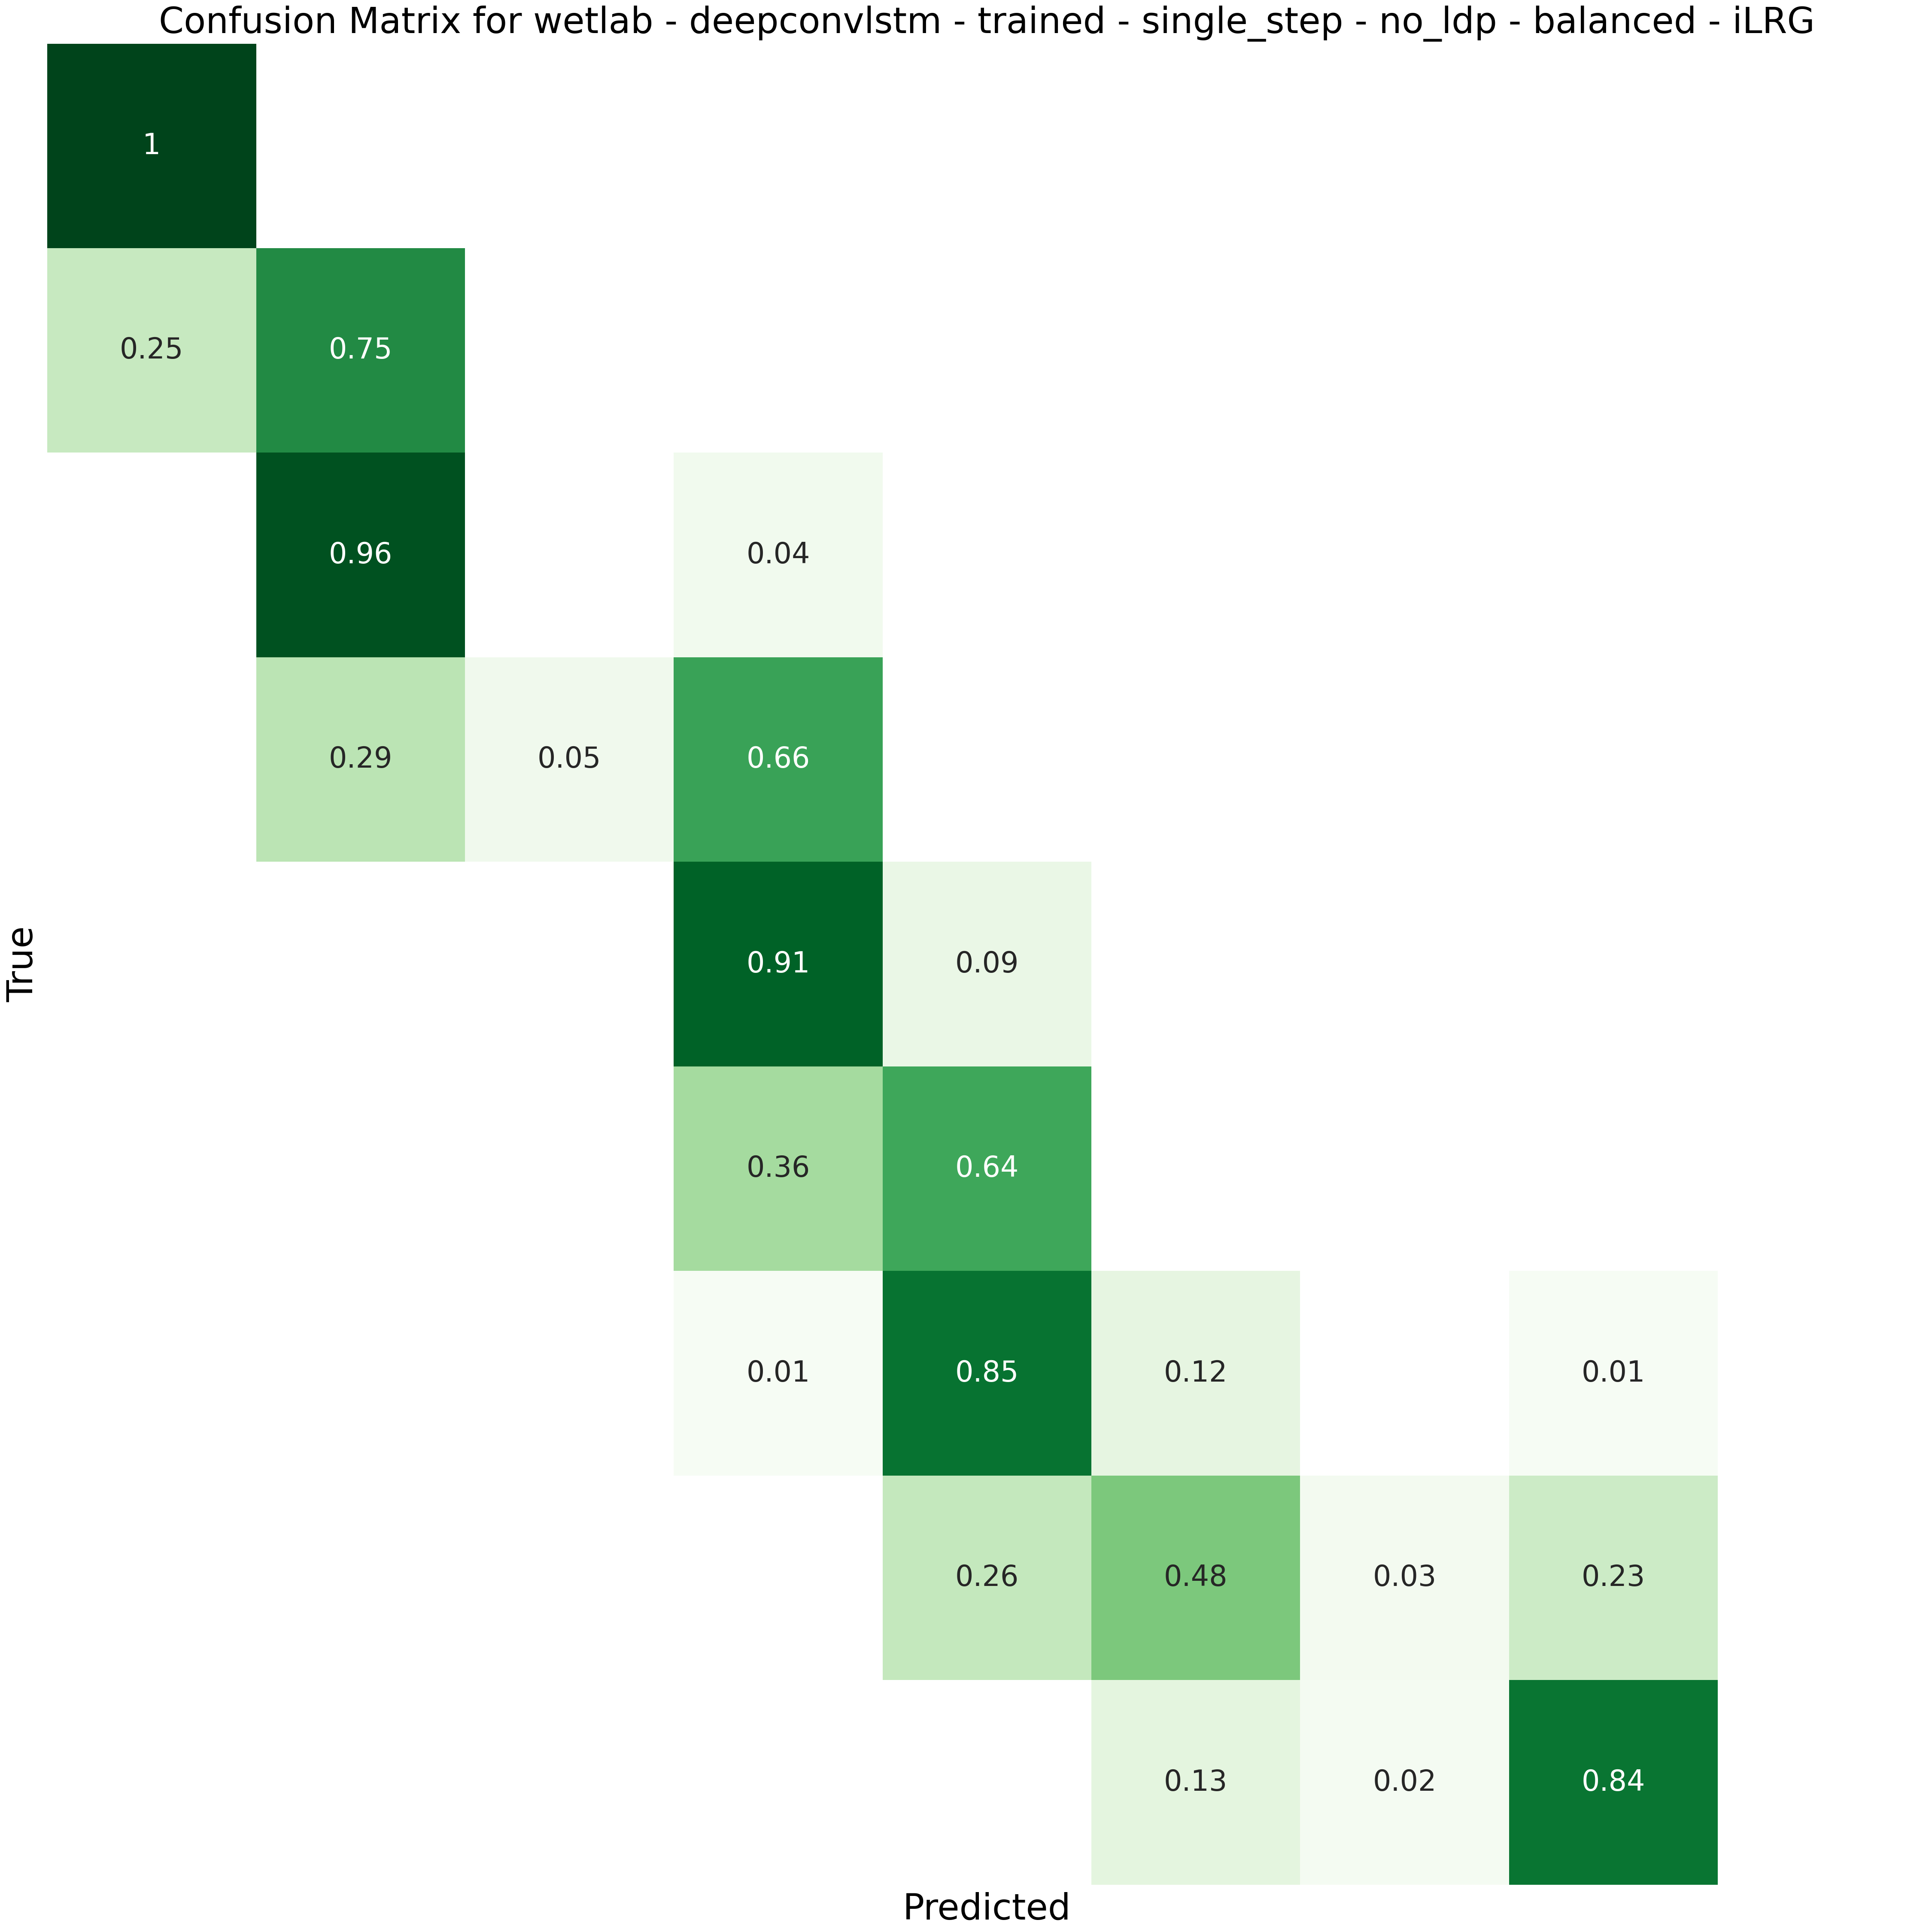 Confusion Matrix for wetlab - deepconvlstm - trained - single_step - no_ldp - balanced - iLRG
1
0.25 0.75
0.96 0.04
0.29 0.05 0.66
0.91 0.09
0.36 0.64
0.01 0.85 0.12 0.01
0.26 0.48 0.03 0.23
0.13 0.02 0.84
True
Predicted